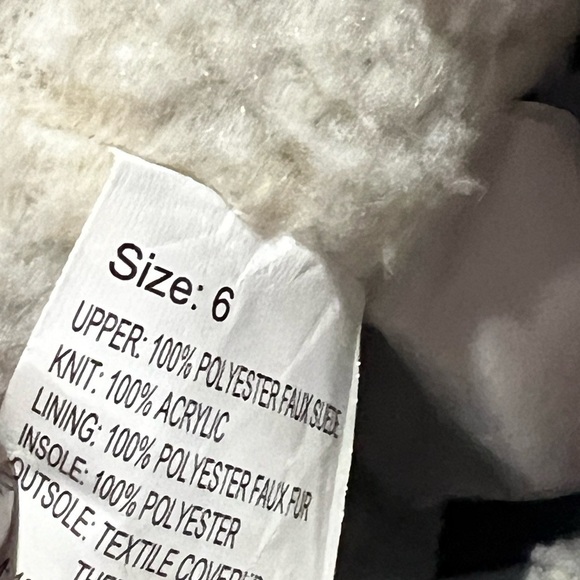 Size: 6
UPPER: 100% POLYESTER FAUX SUEDE
KNIT: 100% ACRYLIC
LINING: 100% POLYESTER FAUX FUR
INSOLE: 100% POLYESTER
OUTSOLE: TEXTILE